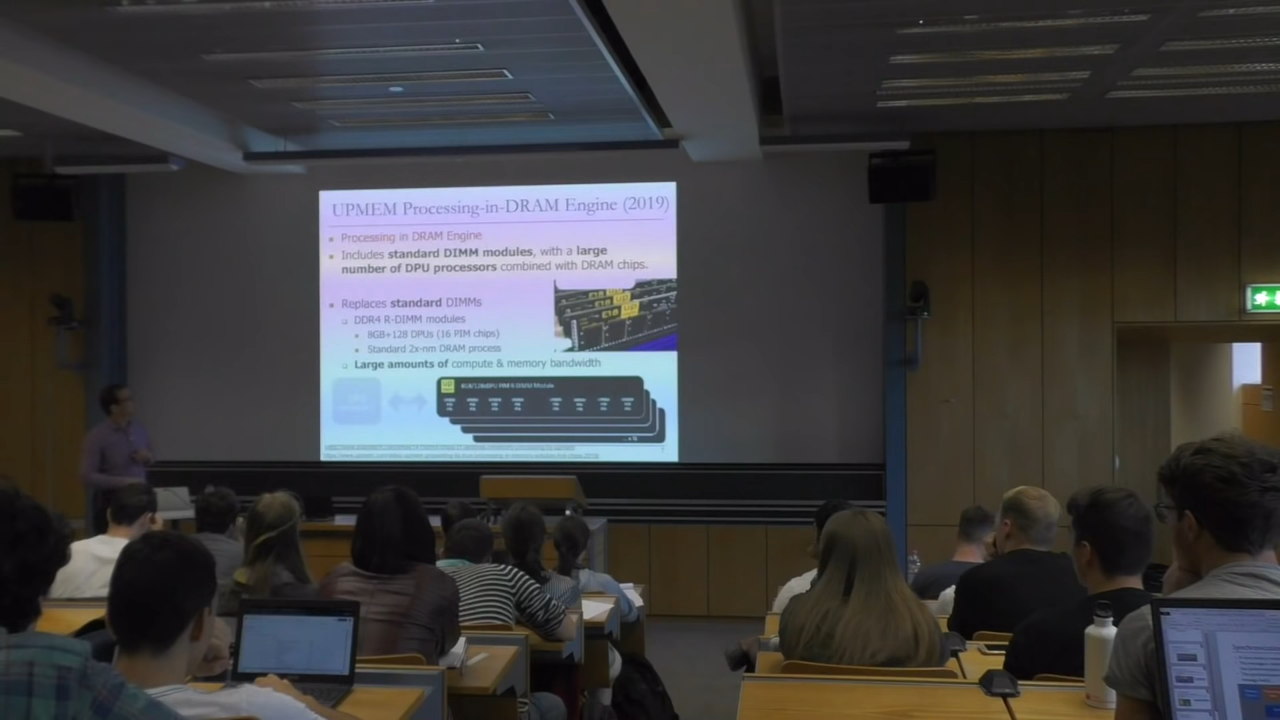 UPMEM Processing-in-DRAM Engine (2019)
Processing in DRAM Engine
Includes standard DIMM modules, with a large
number of DPU processors combined with DRAM chips.
Replaces standard DIMMs
DDR4 R-DIMM modules
8GB+128 DPUs (16 PIM chips)
Standard 2x-nm DRAM process
Large amounts of compute & memory bandwidth